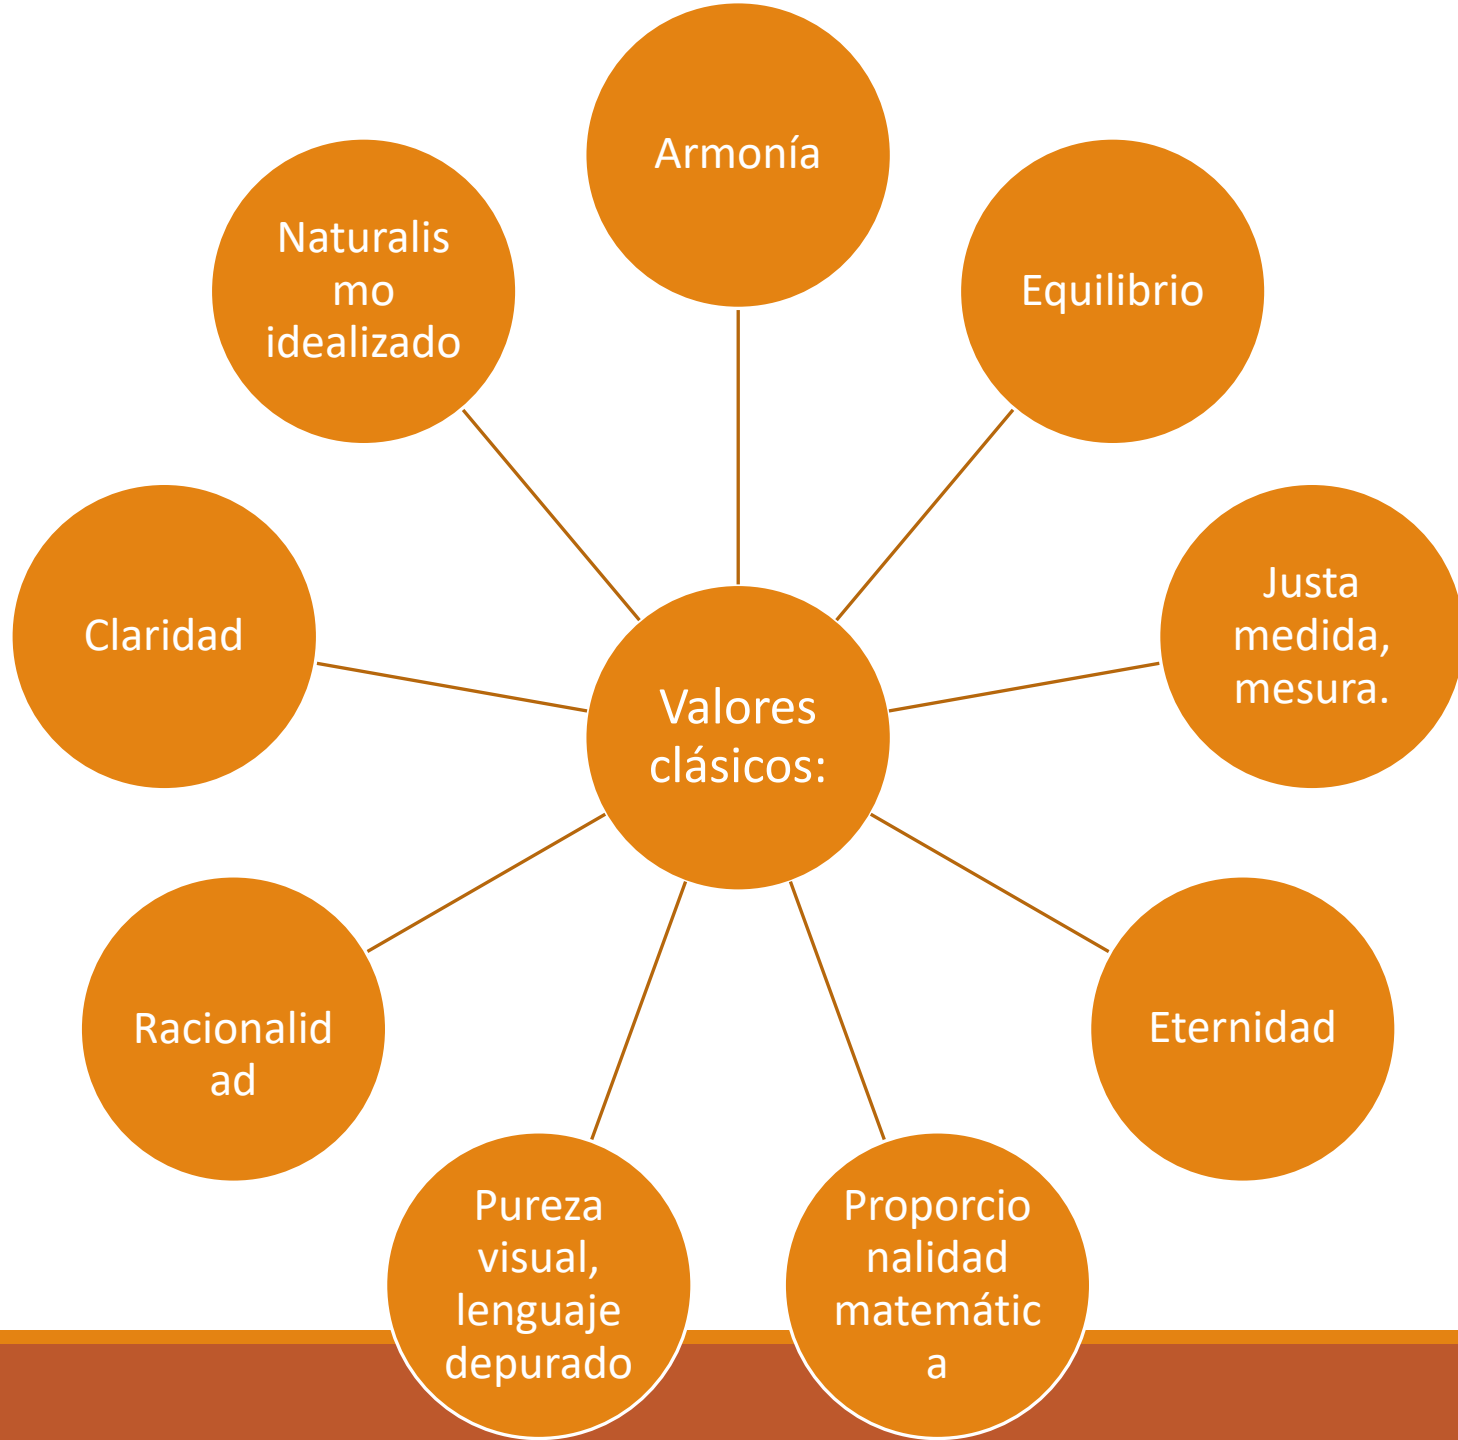 Valores
clásicos:
Armonía
Equilibrio
Justa
medida,
mesura.
Eternidad
Proporcio
nalidad
matemátic
a
Pureza
visual,
lenguaje
depurado
Racionalid
ad
Claridad
Naturalis
mo
idealizado